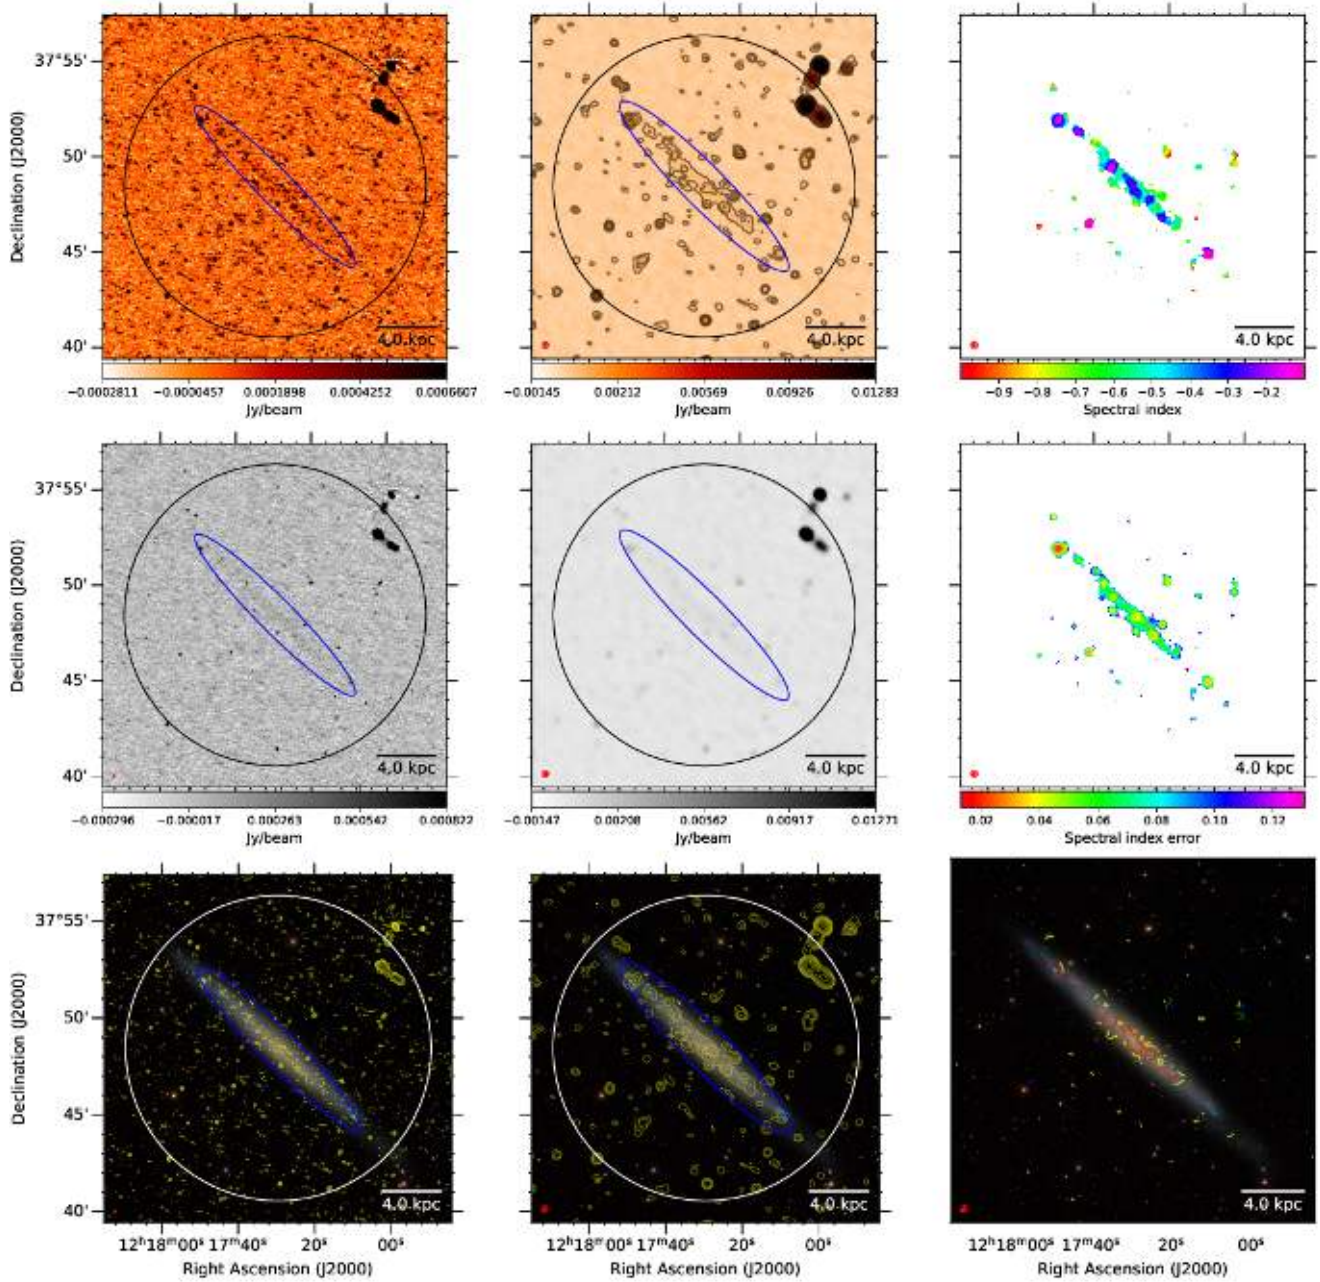 37°55'
50'
45'
40'
Declination (J2000)
4.0 kpc
4.0 kpc
4.0 kpc
−0.0002811 −0.0000457 0.0001898 0.0004252 0.0006607
−0.00145 0.00212 0.00569 0.00926 0.01283
−0.9 −0.8 −0.7 −0.6 −0.5 −0.4 −0.3 −0.2
Jy/beam
Jy/beam
Spectral index
37°55'
50'
45'
40'
Declination (J2000)
4.0 kpc
4.0 kpc
4.0 kpc
−0.000296 −0.000017 0.000263 0.000542 0.000822
−0.00147 0.00208 0.00562 0.00917 0.01271
0.02 0.04 0.06 0.08 0.10 0.12
Jy/beam
Jy/beam
Spectral index error
37°55'
50'
45'
40'
Declination (J2000)
4.0 kpc
4.0 kpc
4.0 kpc
12ʰ18ᵐ00ˢ 17ᵐ40ˢ 20ˢ 00ˢ
12ʰ18ᵐ00ˢ 17ᵐ40ˢ 20ˢ 00ˢ
12ʰ18ᵐ00ˢ 17ᵐ40ˢ 20ˢ 00ˢ
Right Ascension (J2000)
Right Ascension (J2000)
Right Ascension (J2000)